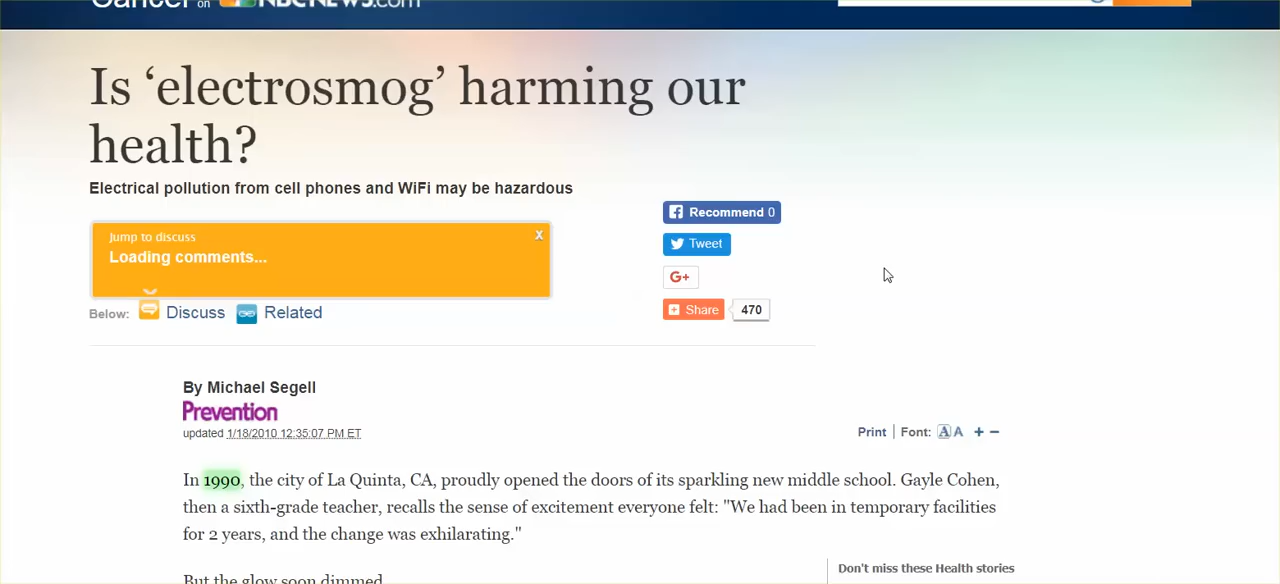 Cancer on NBCNEWS.com
Is ‘electrosmog’ harming our
health?
Electrical pollution from cell phones and WiFi may be hazardous
Jump to discuss
x
Loading comments...
Below: Discuss Related
Recommend 0
Tweet
G+
Share 470
By Michael Segell
Prevention
updated 1/18/2010 12:35:07 PM ET
Print | Font: A A + −
In 1990, the city of La Quinta, CA, proudly opened the doors of its sparkling new middle school. Gayle Cohen,
then a sixth-grade teacher, recalls the sense of excitement everyone felt: "We had been in temporary facilities
for 2 years, and the change was exhilarating."
But the glow soon dimmed.
Don't miss these Health stories